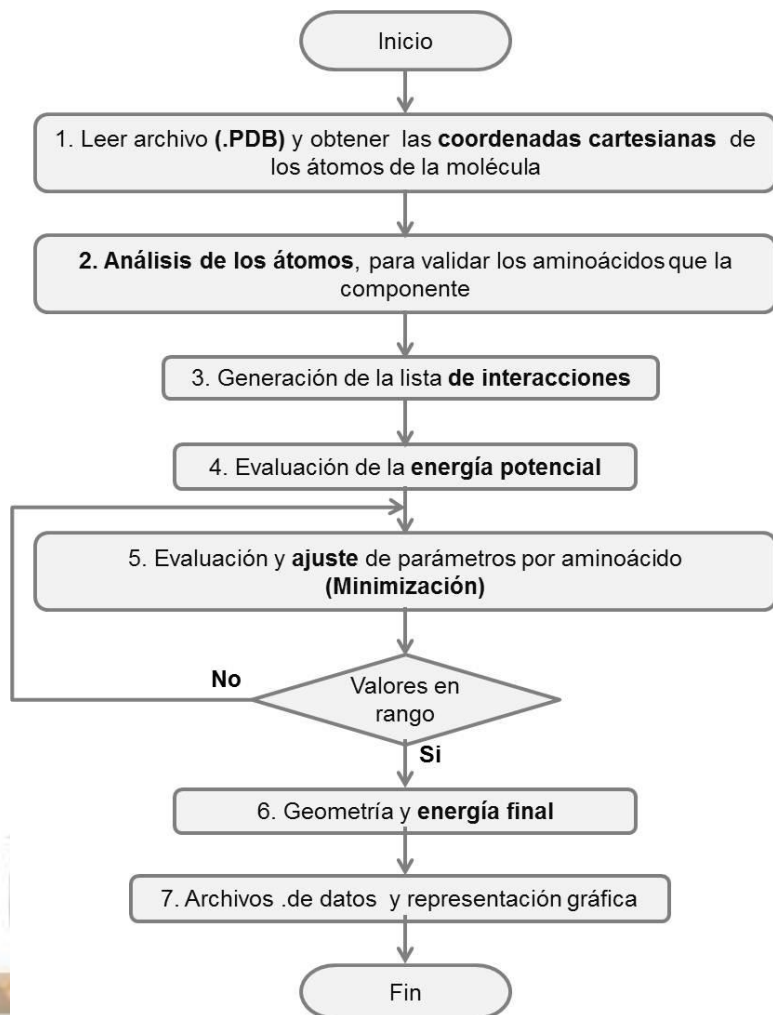 Inicio
1. Leer archivo (.PDB) y obtener las coordenadas cartesianas de
los átomos de la molécula
2. Análisis de los átomos, para validar los aminoácidos que la
componente
3. Generación de la lista de interacciones
4. Evaluación de la energía potencial
5. Evaluación y ajuste de parámetros por aminoácido
(Minimización)
No
Valores en
rango
Si
6. Geometría y energía final
7. Archivos .de datos y representación gráfica
Fin